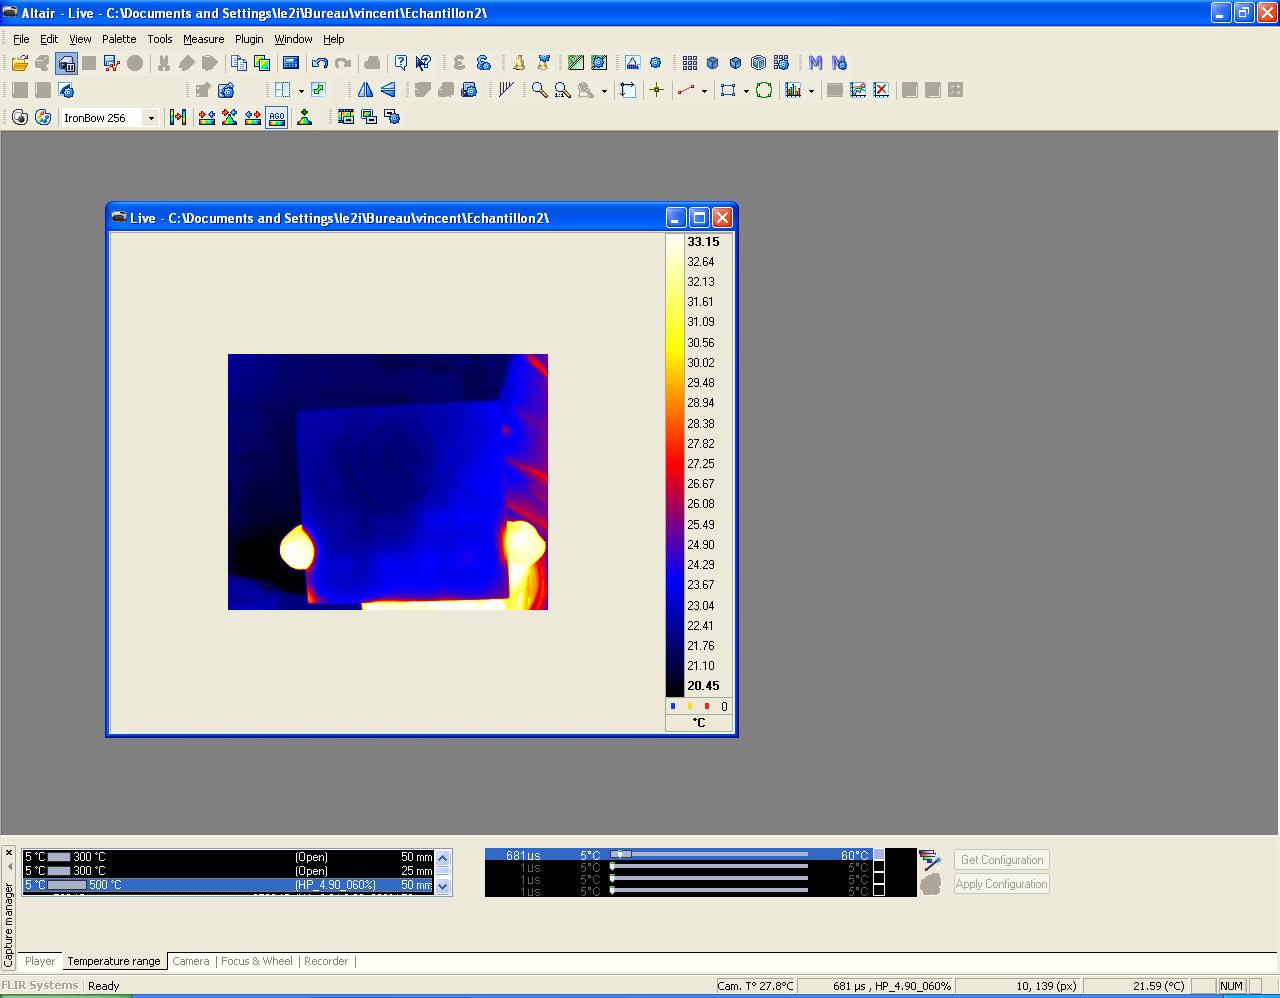 Altair - Live - C:\Documents and Settings\le2i\Bureau\vincent\Echantillon2\
File Edit View Palette Tools Measure Plugin Window Help
IronBow 256
AGO
Live - C:\Documents and Settings\le2i\Bureau\vincent\Echantillon2\
33.15
32.64
32.13
31.61
31.09
30.56
30.02
29.48
28.94
28.38
27.82
27.25
26.67
26.08
25.49
24.90
24.29
23.67
23.04
22.41
21.76
21.10
20.45
0
°C
Capture manager
5 °C 300 °C (Open) 50 mm
5 °C 300 °C (Open) 25 mm
5 °C 500 °C (HP_4.90_060%) 50 mm
681us 5°C 60°C
1us 5°C 5°C
1us 5°C 5°C
1us 5°C 5°C
Get Configuration
Apply Configuration
Player Temperature range Camera | Focus & Wheel | Recorder |
FLIR Systems Ready Cam. T° 27.8°C 681 µs , HP_4.90_060% 10, 139 (px) 21.59 (°C) NUM